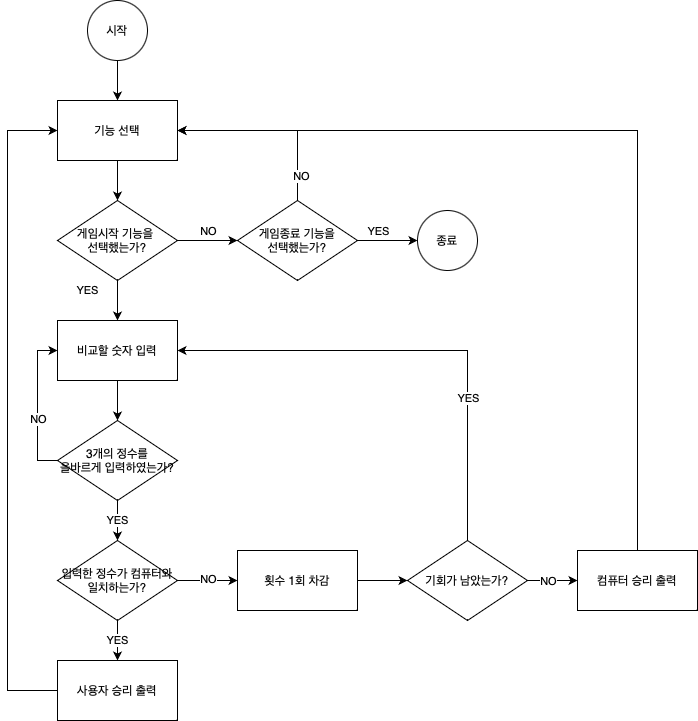 시작
기능 선택
NO
게임시작 기능을
선택했는가?
NO
게임종료 기능을
선택했는가?
YES
종료
YES
비교할 숫자 입력
YES
NO
3개의 정수를
올바르게 입력하였는가?
YES
입력한 정수가 컴퓨터와
일치하는가?
NO
횟수 1회 차감
기회가 남았는가?
NO
컴퓨터 승리 출력
YES
사용자 승리 출력